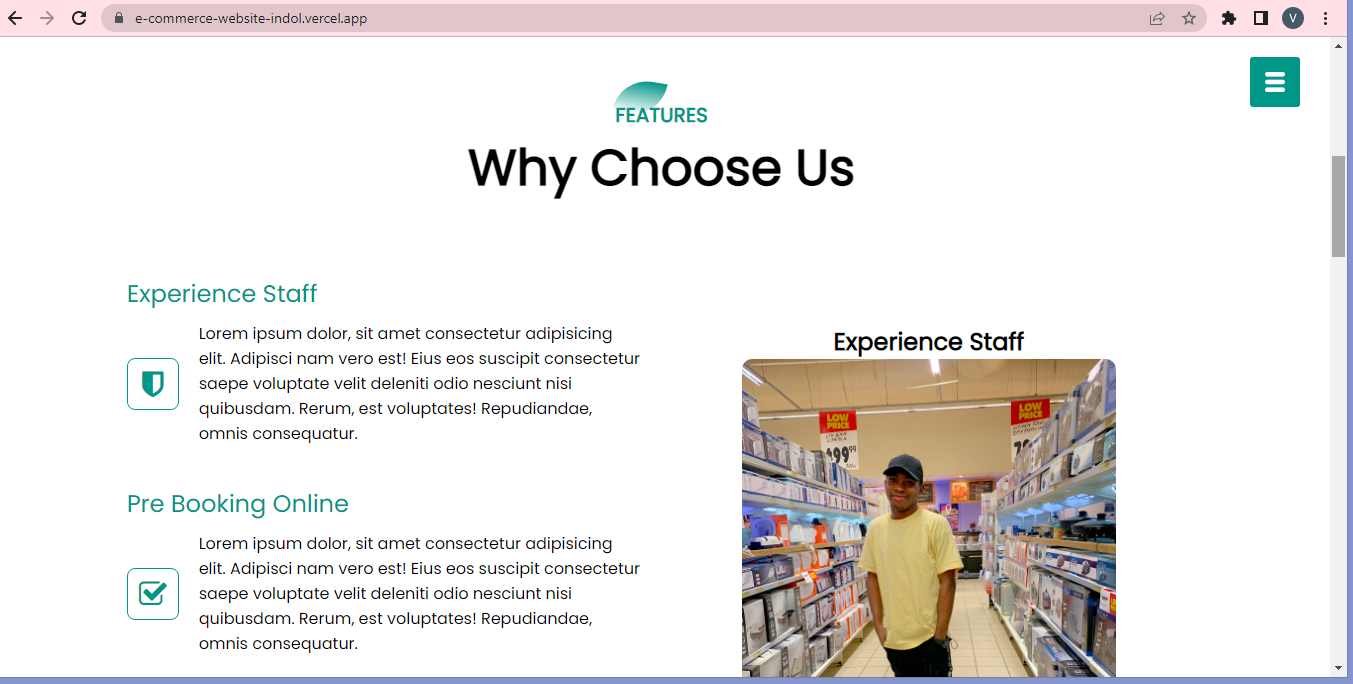 e-commerce-website-indol.vercel.app
V
FEATURES
Why Choose Us
Experience Staff
Lorem ipsum dolor, sit amet consectetur adipisicing
elit. Adipisci nam vero est! Eius eos suscipit consectetur
saepe voluptate velit deleniti odio nesciunt nisi
quibusdam. Rerum, est voluptates! Repudiandae,
omnis consequatur.
Pre Booking Online
Lorem ipsum dolor, sit amet consectetur adipisicing
elit. Adipisci nam vero est! Eius eos suscipit consectetur
saepe voluptate velit deleniti odio nesciunt nisi
quibusdam. Rerum, est voluptates! Repudiandae,
omnis consequatur.
Experience Staff
LOW
PRICE
LOW
PRICE